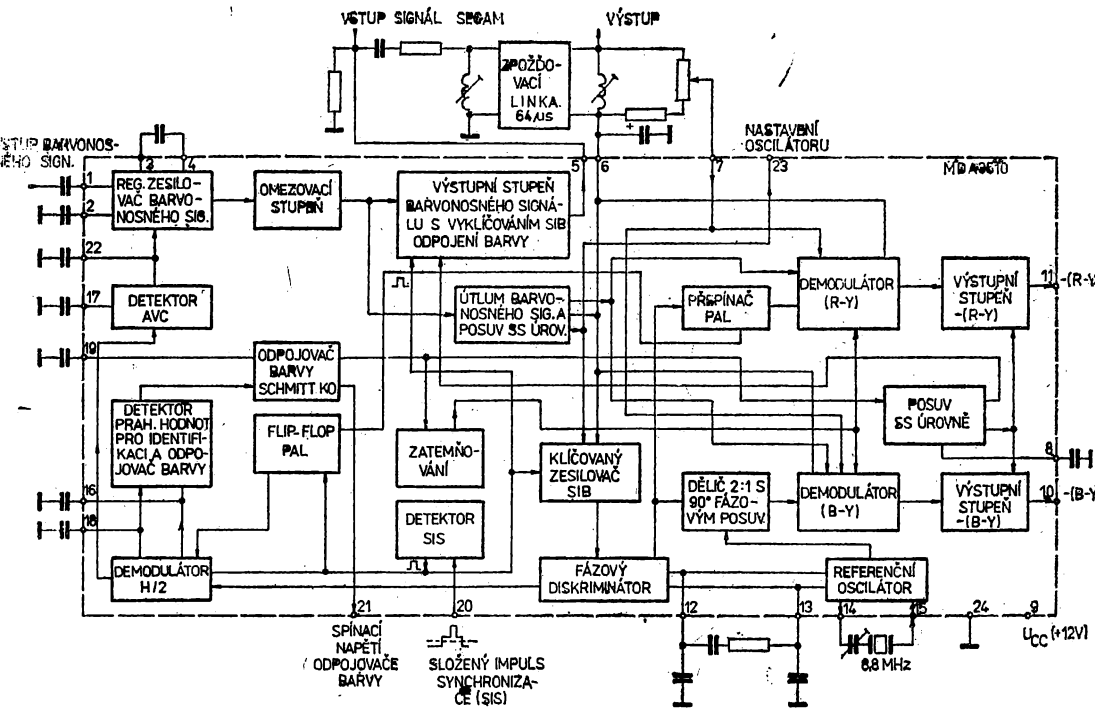 VSTUP SIGNÁL SECAM
VÝSTUP
ZPOŽĎO-
VACÍ
LINKA
64/us
+
NASTAVENÍ
OSCILÁTORU
STUP BARVONOS-
NÉHO SIGN.
3 4 5 6 7 23
MDA3510
1
2
22
17
19
16
18
REG. ZESILO-
VAČ BARVO-
NOSNÉHO SIG.
OMEZOVACÍ
STUPEŇ
VÝSTUPNÍ STUPEŇ
BARVONOSNÉHO SIGNÁ-
LU S VYKLÍČOVÁNÍM SIB
ODPOJENÍ BARVY
DETEKTOR
AVC
ÚTLUM BARVO-
NOSNÉHO SIG. A
POSUV SS ÚROV.
PŘEPÍNAČ
PAL
DEMODULÁTOR
(R-Y)
VÝSTUPNÍ
STUPEŇ
-(R-Y)
11
-(R-Y
ODPOJOVAČ
BARVY
SCHMITT KO
DETEKTOR
PRAH. HODNOT
PRO IDENTIFI-
KACI A ODPO-
JOVAČ BARVY
FLIP-FLOP
PAL
ZATEMŇO-
VÁNÍ
KLÍČOVANÝ
ZESILOVAČ
SIB
POSUV
SS ÚROVNĚ
8
DĚLIČ 2:1 S
90° FÁZO-
VÝM POSUV.
DEMODULÁTOR
(B-Y)
VÝSTUPNÍ
STUPEŇ
-(B-Y)
10
-(B-Y
DETEKTOR
SIS
DEMODULÁTOR
H/2
FÁZOVÝ
DISKRIMINÁTOR
REFERENČNÍ
OSCILÁTOR
21 20 12 13 14 15 24 9
UCC (+12V)
SPÍNACÍ
NAPĚTÍ
ODPOJOVAČE
BARVY
SLOŽENÝ IMPULS
SYNCHRONIZA-
CE (SIS)
8,8 MHz